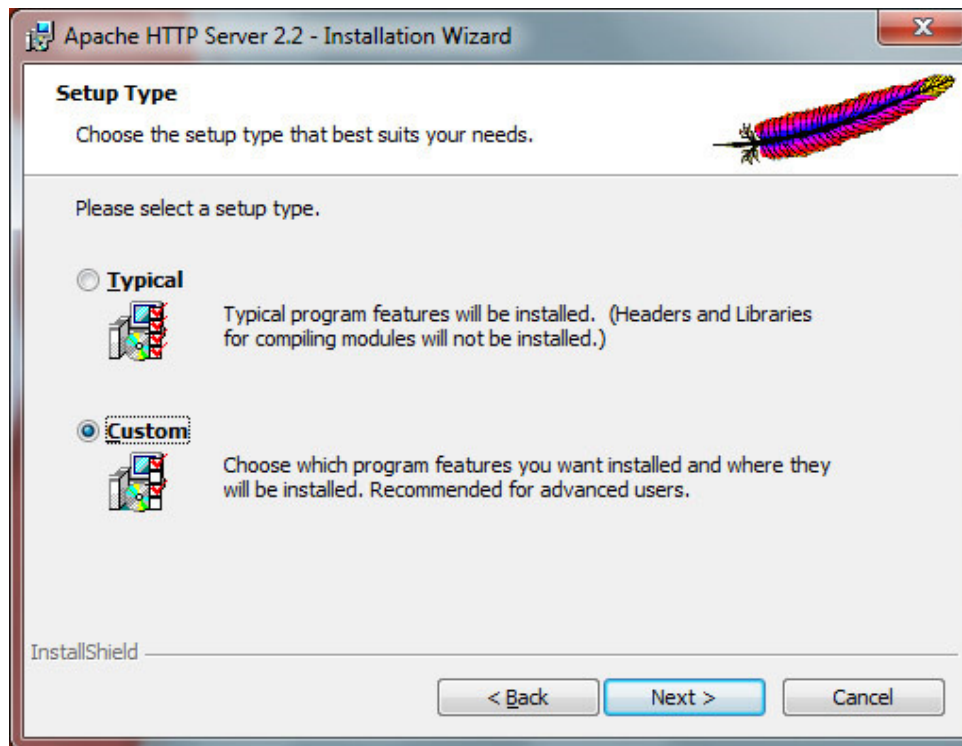 Apache HTTP Server 2.2 - Installation Wizard
Setup Type
Choose the setup type that best suits your needs.
Please select a setup type.
Typical
Typical program features will be installed.  (Headers and Libraries
for compiling modules will not be installed.)
Custom
Choose which program features you want installed and where they
will be installed. Recommended for advanced users.
InstallShield
< Back
Next >
Cancel